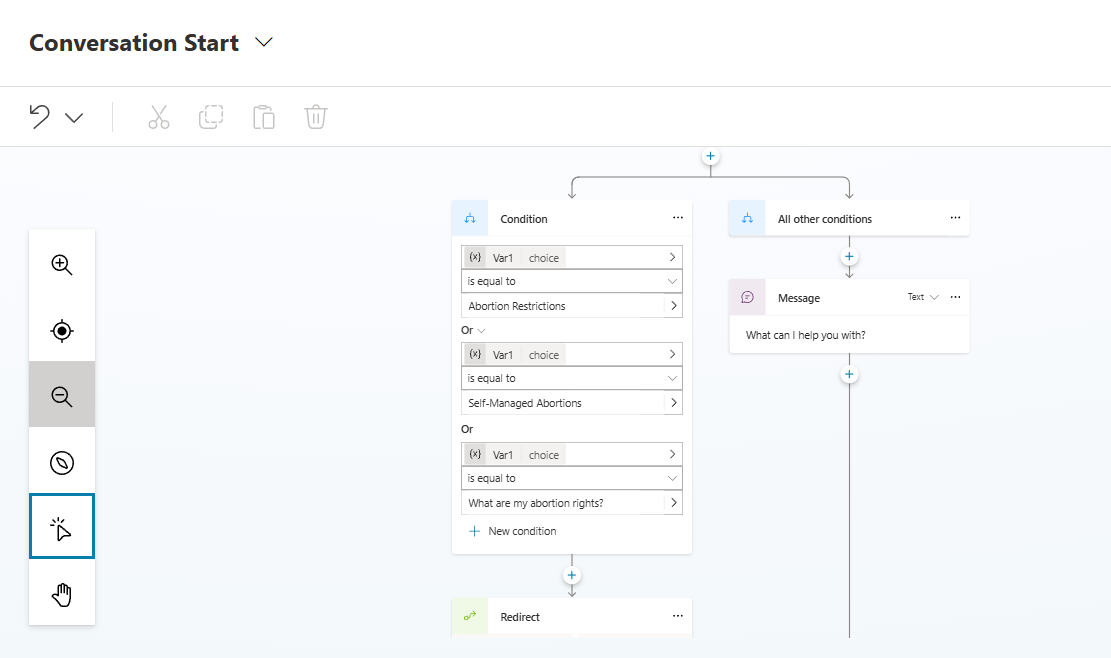 Conversation Start
Condition
(x) Var1 choice
is equal to
Abortion Restrictions
Or
(x) Var1 choice
is equal to
Self-Managed Abortions
Or
(x) Var1 choice
is equal to
What are my abortion rights?
New condition
Redirect
All other conditions
Message Text
What can I help you with?